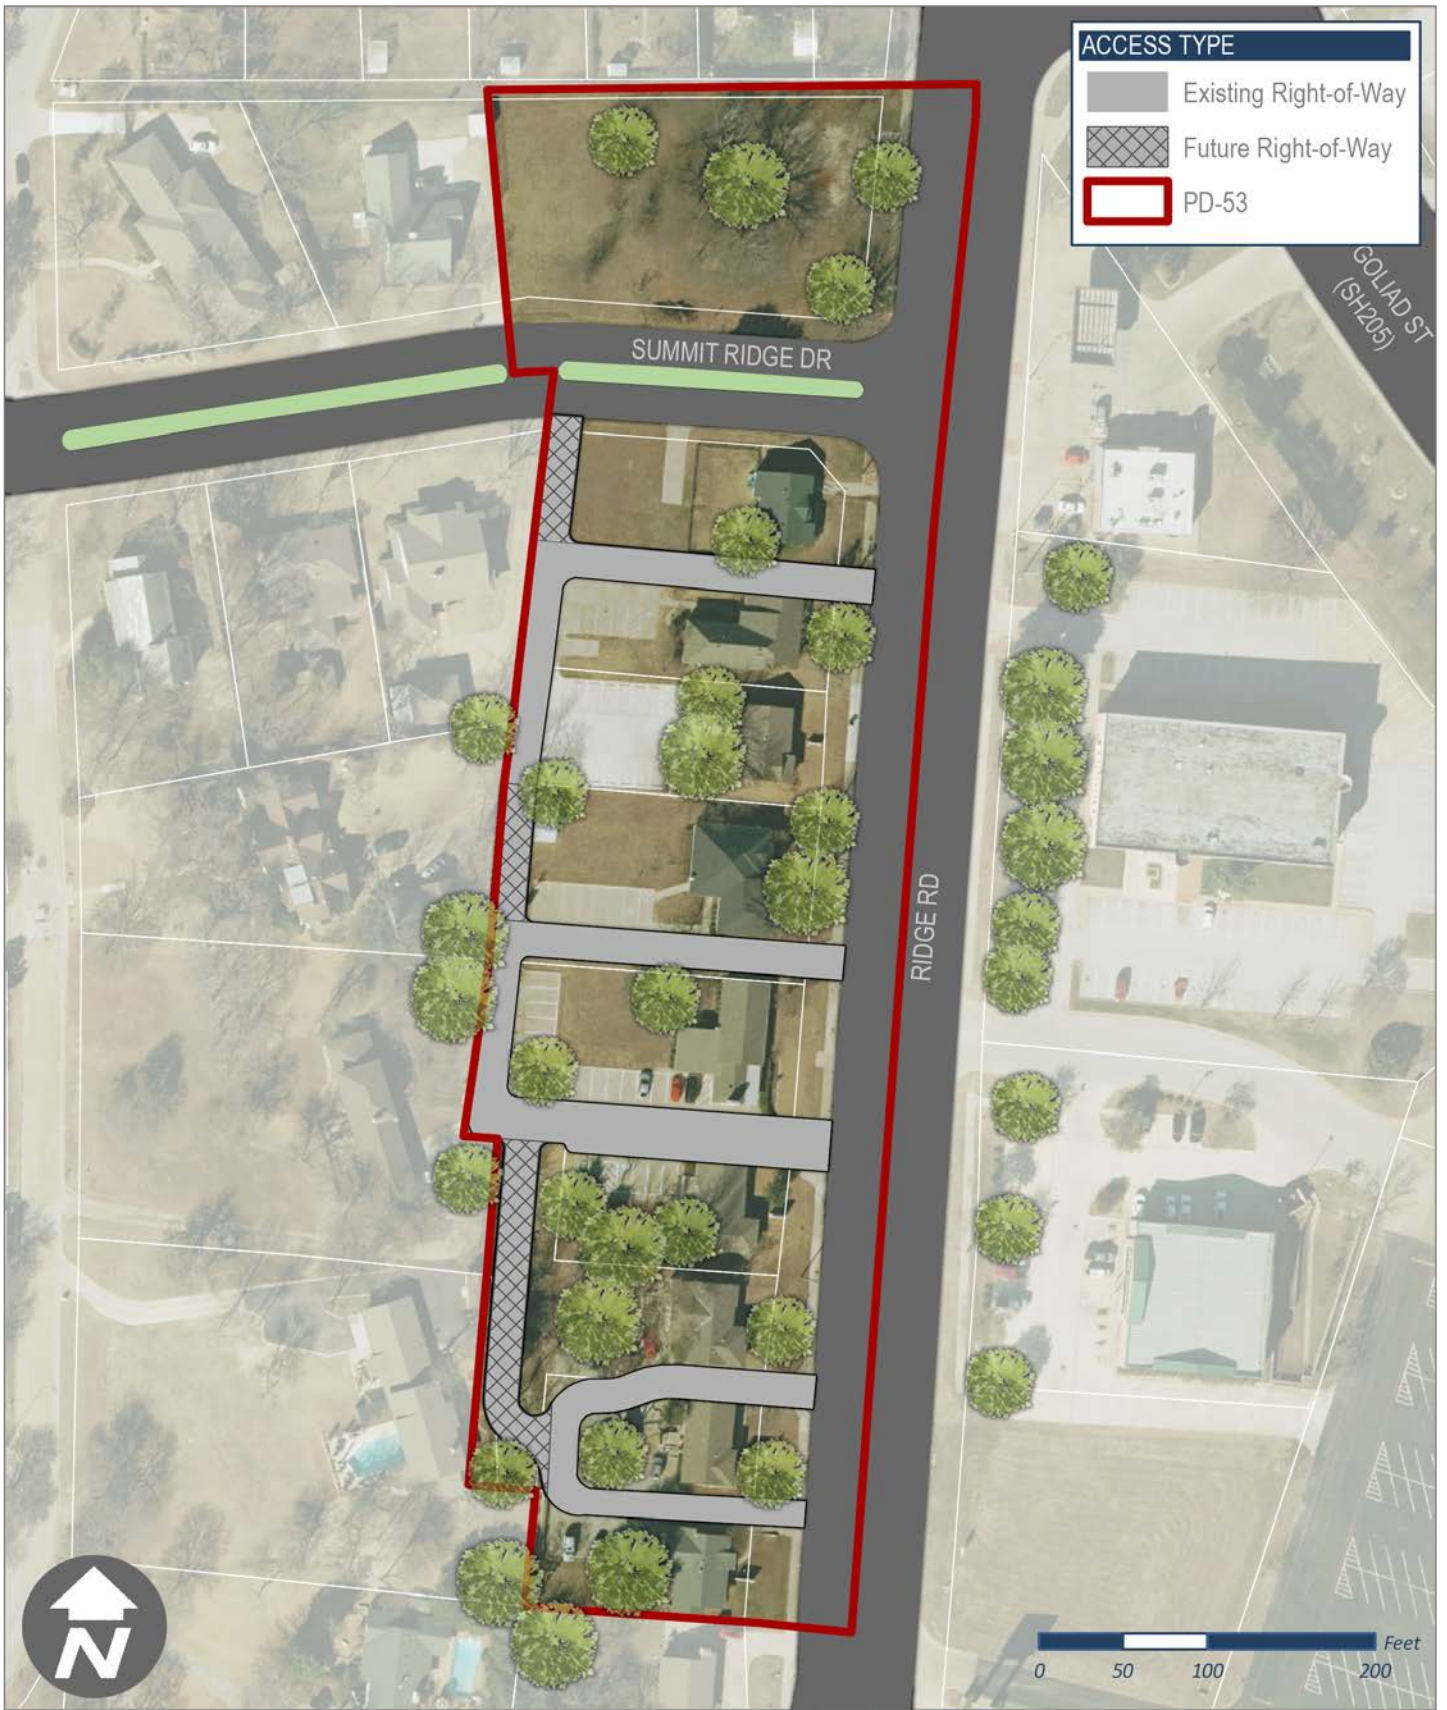 ACCESS TYPE
Existing Right-of-Way
Future Right-of-Way
PD-53
GOLIAD ST
(SH205)
SUMMIT RIDGE DR
RIDGE RD
N
Feet
0 50 100 200